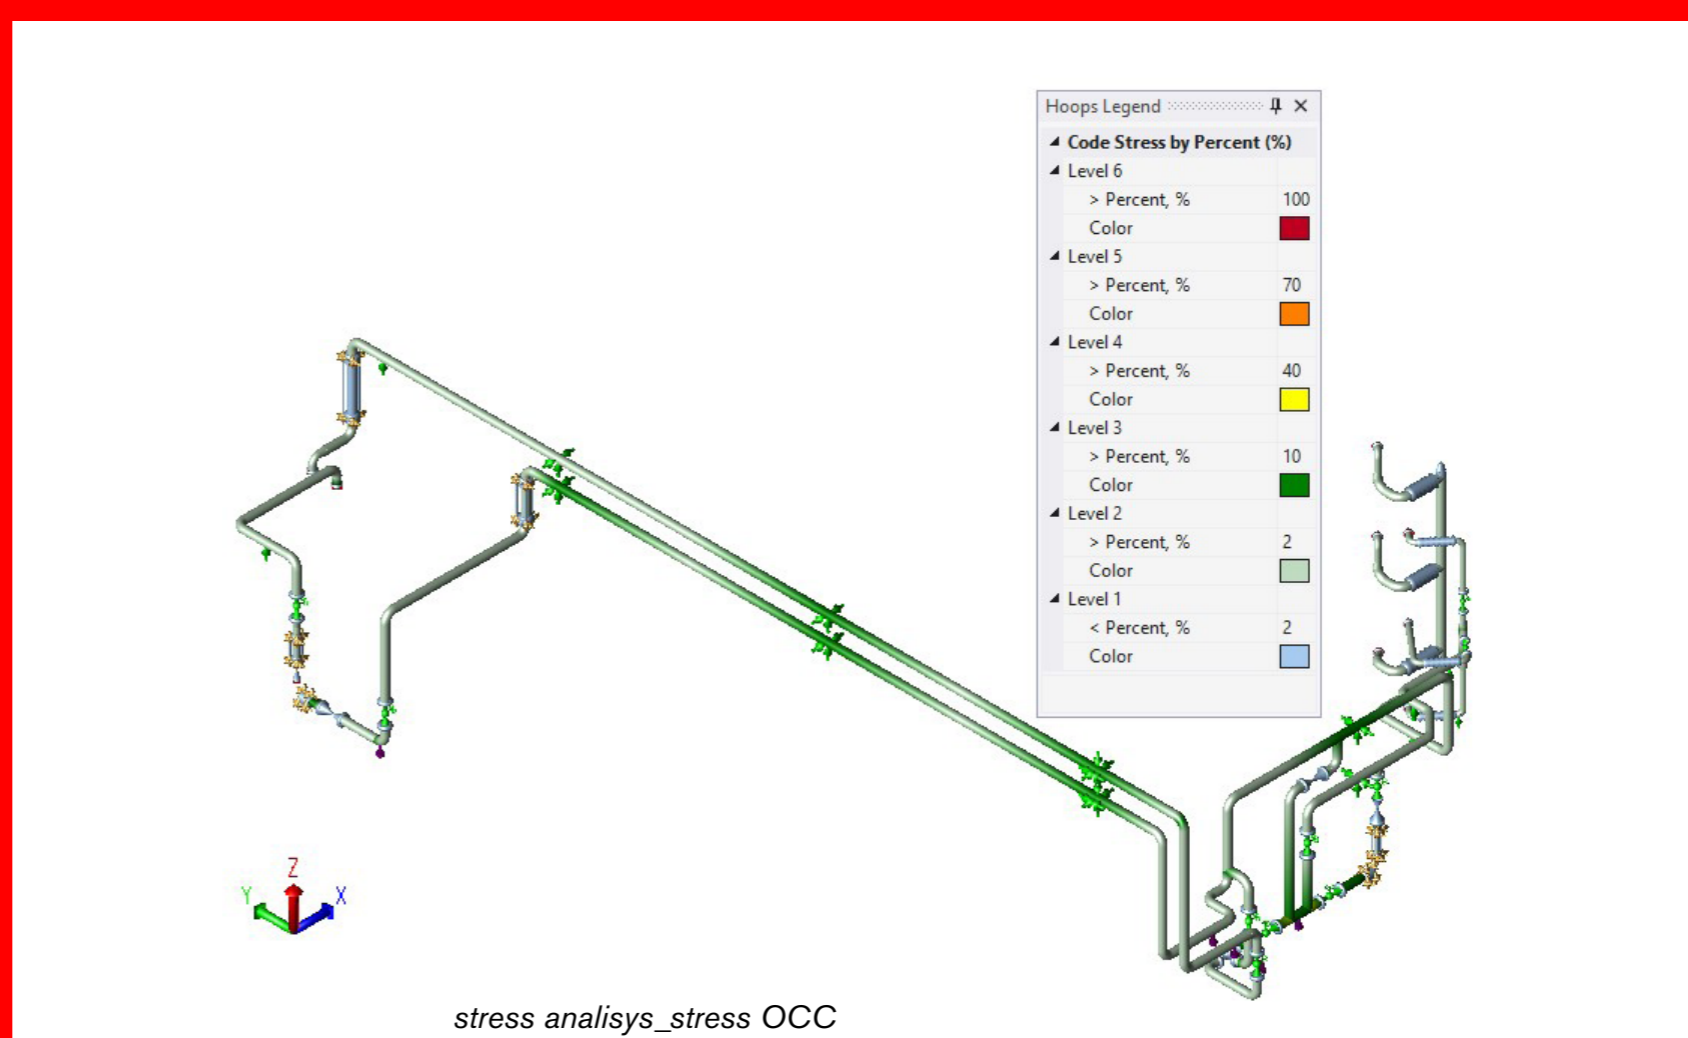 Hoops Legend
Code Stress by Percent (%)
Level 6
> Percent, % 100
Color
Level 5
> Percent, % 70
Color
Level 4
> Percent, % 40
Color
Level 3
> Percent, % 10
Color
Level 2
> Percent, % 2
Color
Level 1
< Percent, % 2
Color
Z
Y X
stress analisys_stress OCC